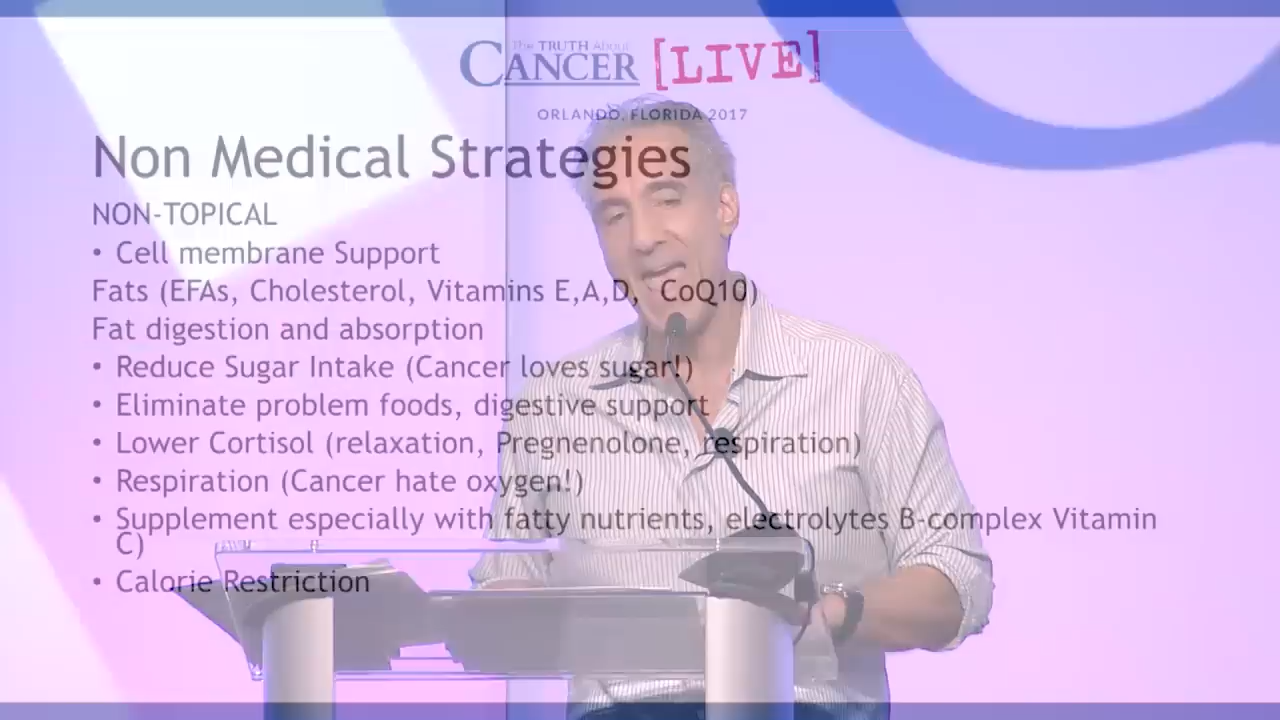 The TRUTH About
CANCER [LIVE]
ORLANDO, FLORIDA 2017
Non Medical Strategies
NON-TOPICAL
• Cell membrane Support
Fats (EFAs, Cholesterol, Vitamins E,A,D, CoQ10)
Fat digestion and absorption
• Reduce Sugar Intake (Cancer loves sugar!)
• Eliminate problem foods, digestive support
• Lower Cortisol (relaxation, Pregnenolone, respiration)
• Respiration (Cancer hate oxygen!)
• Supplement especially with fatty nutrients, electrolytes B-complex Vitamin
C)
• Calorie Restriction